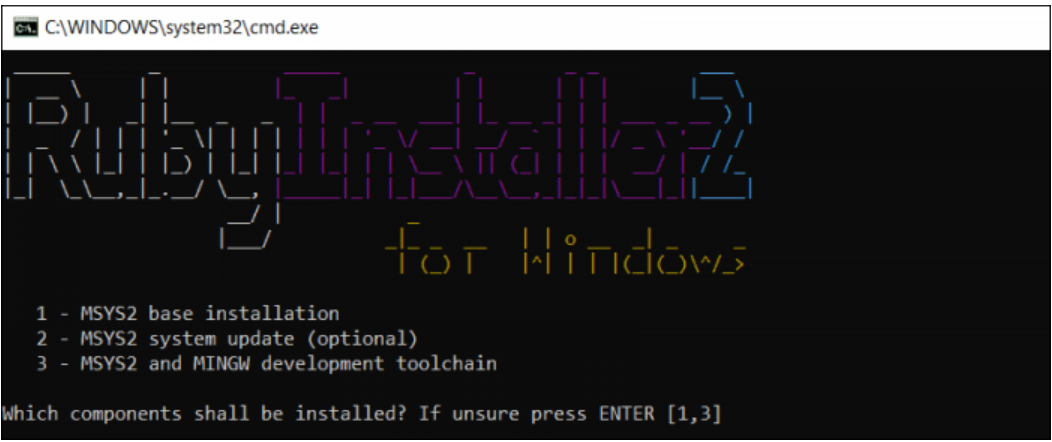 C:\WINDOWS\system32\cmd.exe
RubyInstaller2
for Windows
1 - MSYS2 base installation
2 - MSYS2 system update (optional)
3 - MSYS2 and MINGW development toolchain
Which components shall be installed? If unsure press ENTER [1,3]